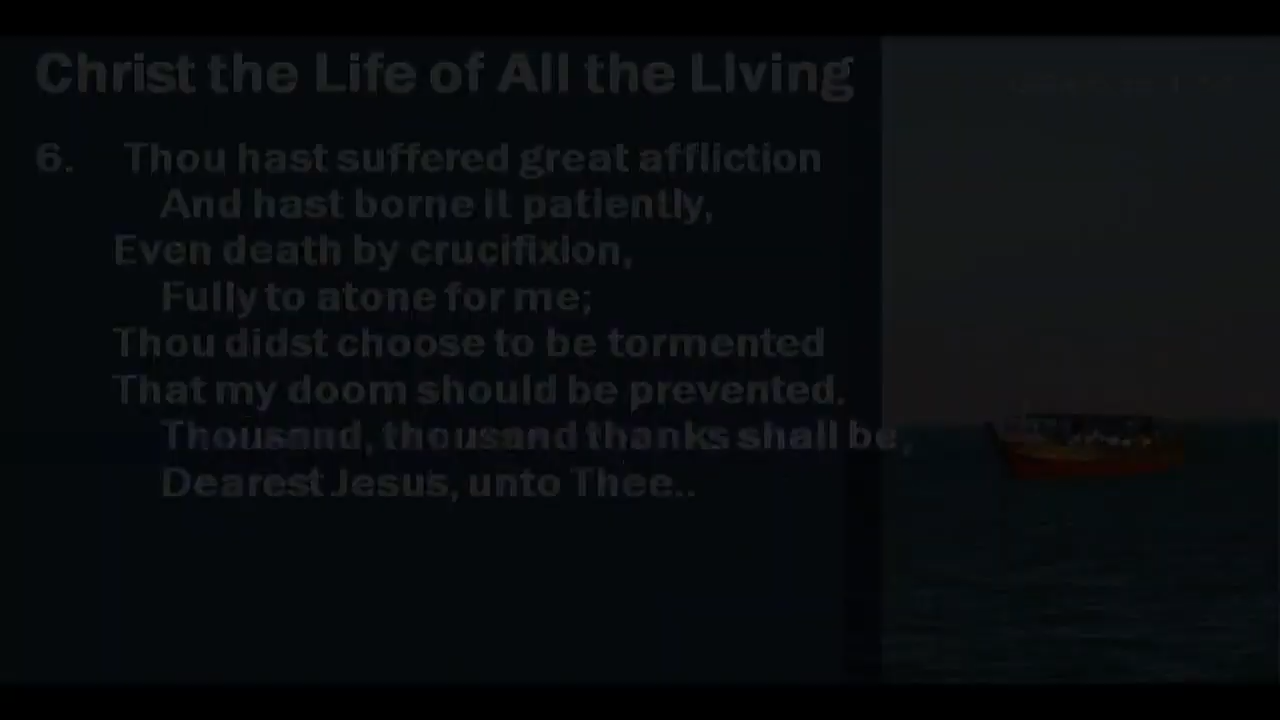 Christ the Life of All the Living
6. Thou hast suffered great affliction
And hast borne it patiently,
Even death by crucifixion,
Fully to atone for me;
Thou didst choose to be tormented
That my doom should be prevented.
Thousand, thousand thanks shall be,
Dearest Jesus, unto Thee..